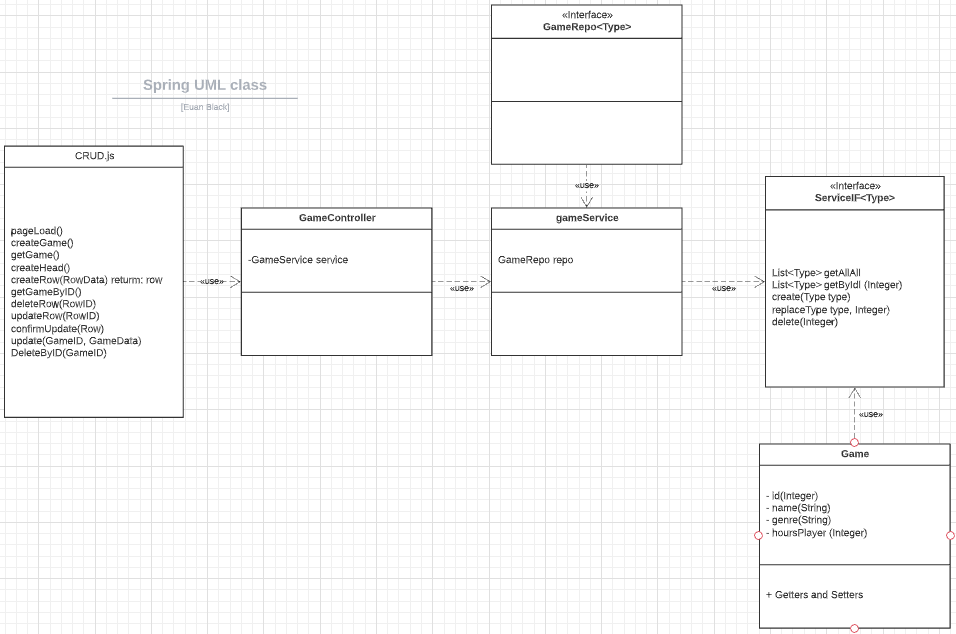 «Interface»
GameRepo<Type>
Spring UML class
[Euan Black]
CRUD.js
pageLoad()
createGame()
getGame()
createHead()
createRow(RowData) return: row
getGameByID()
deleteRow(RowID)
updateRow(RowID)
confirmUpdate(Row)
update(GameID, GameData)
DeleteByID(GameID)
«use»
GameController
-GameService service
«use»
«use»
gameService
GameRepo repo
«use»
«Interface»
ServiceIF<Type>
List<Type> getAllAll
List<Type> getByIdI (Integer)
create(Type type)
replaceType type, Integer)
delete(Integer)
«use»
Game
- id(Integer)
- name(String)
- genre(String)
- hoursPlayer (Integer)
+ Getters and Setters